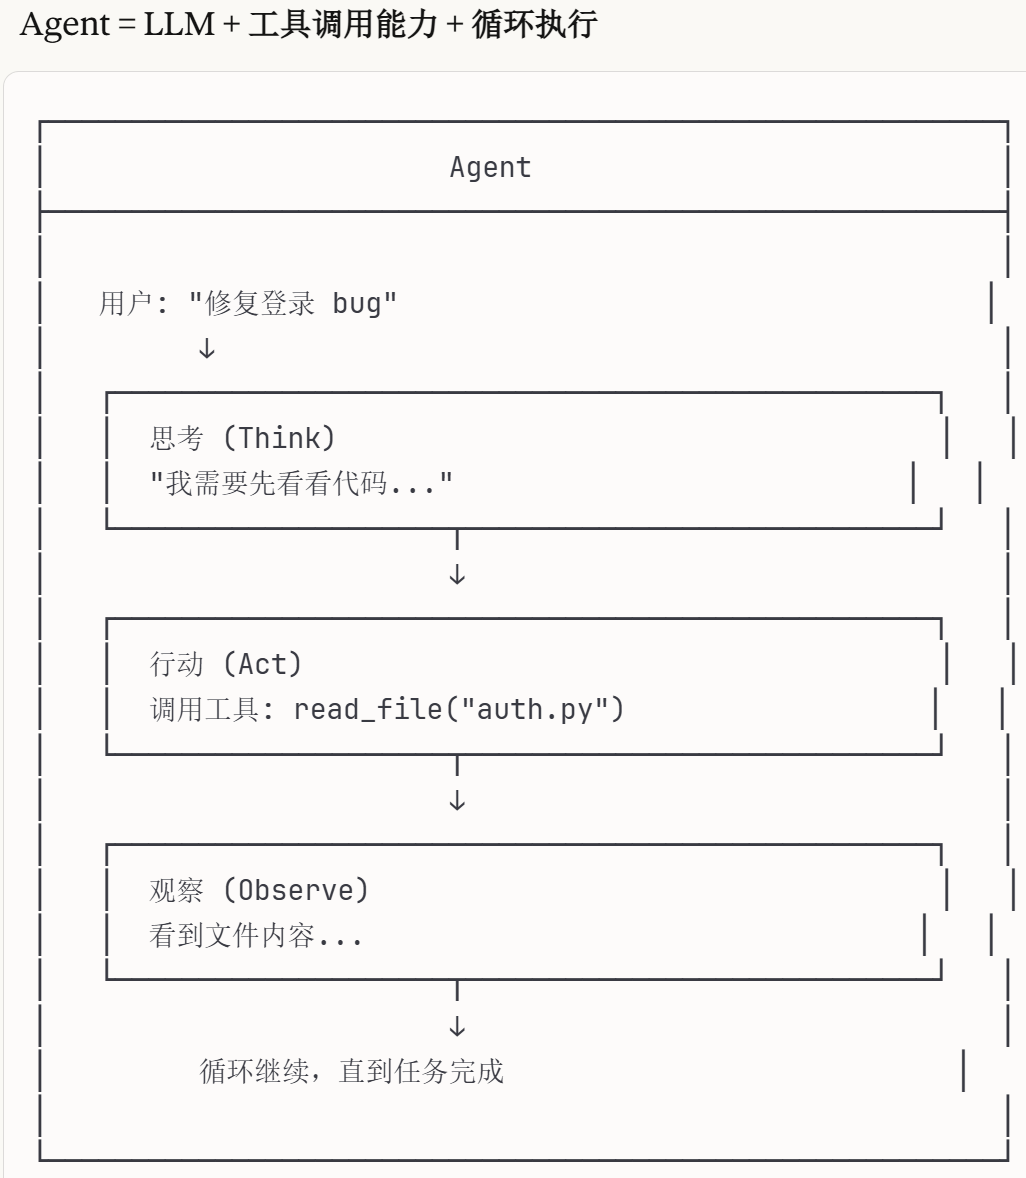 Agent = LLM + 工具调用能力 + 循环执行
Agent
用户: "修复登录 bug"
↓
思考 (Think)
"我需要先看看代码..."
↓
行动 (Act)
调用工具: read_file("auth.py")
↓
观察 (Observe)
看到文件内容...
↓
循环继续，直到任务完成